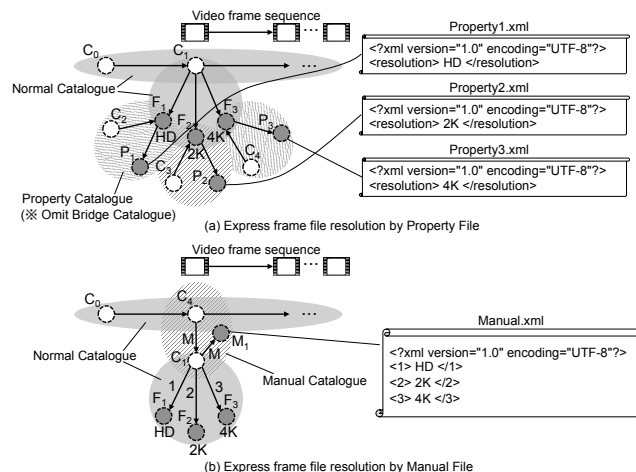 Video frame sequence
...
Property1.xml
<?xml version="1.0" encoding="UTF-8"?>
<resolution> HD </resolution>
C0
C1
...
Normal Catalogue
Property2.xml
<?xml version="1.0" encoding="UTF-8"?>
<resolution> 2K </resolution>
F1
F2
F3
P3
C2
HD
4K
2K
P1
C3
P2
C4
Property3.xml
<?xml version="1.0" encoding="UTF-8"?>
<resolution> 4K </resolution>
Property Catalogue
(※ Omit Bridge Catalogue)
(a) Express frame file resolution by Property File
Video frame sequence
...
C0
C4
...
Manual.xml
M
M1
Normal Catalogue
C1
M
Manual Catalogue
<?xml version="1.0" encoding="UTF-8"?>
<1> HD </1>
<2> 2K </2>
<3> 4K </3>
1
2
3
F1
F2
F3
HD
4K
2K
(b) Express frame file resolution by Manual File